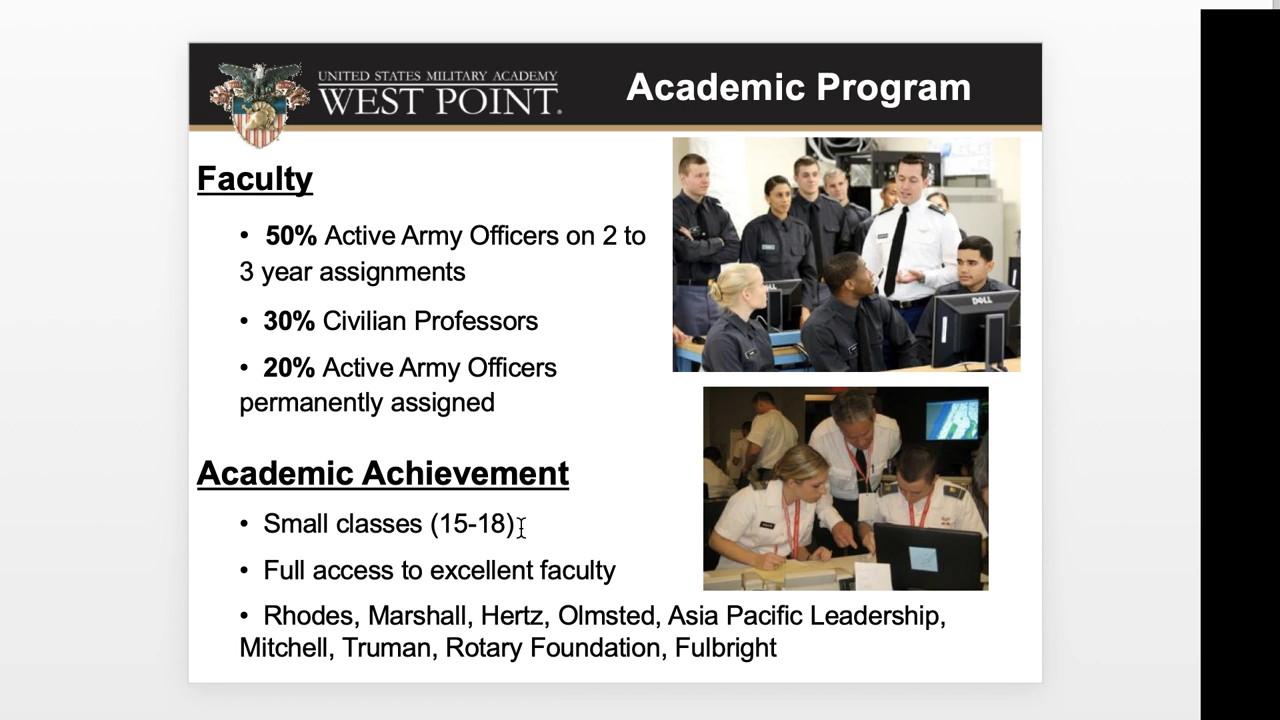 UNITED STATES MILITARY ACADEMY
WEST POINT®
Academic Program
Faculty
• 50% Active Army Officers on 2 to
3 year assignments
• 30% Civilian Professors
• 20% Active Army Officers
permanently assigned
Academic Achievement
• Small classes (15-18)
• Full access to excellent faculty
• Rhodes, Marshall, Hertz, Olmsted, Asia Pacific Leadership,
Mitchell, Truman, Rotary Foundation, Fulbright
DELL